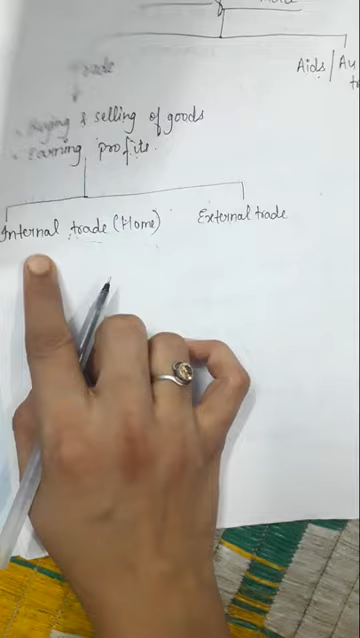 Aids/Au
Trade
Buying & selling of goods
Earning profits.
Internal trade (Home)
External trade